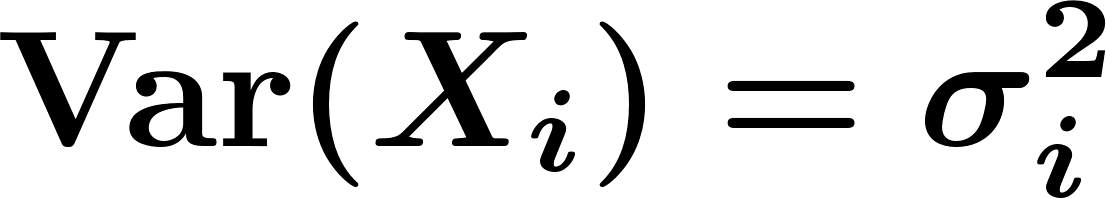 Var(X_i) = σ_i^2